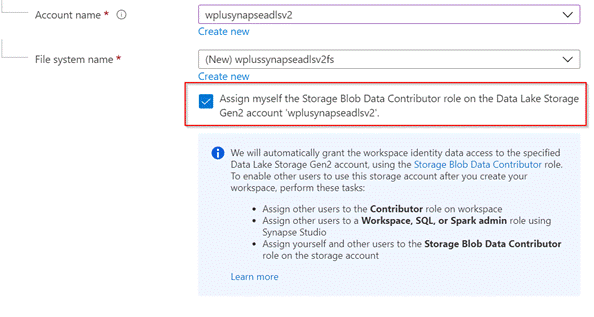 Account name *
wplusynapseadlsv2
Create new
File system name *
(New) wplussynapseadlsv2fs
Create new
Assign myself the Storage Blob Data Contributor role on the Data Lake Storage
Gen2 account 'wplusynapseadlsv2'.
We will automatically grant the workspace identity data access to the specified
Data Lake Storage Gen2 account, using the Storage Blob Data Contributor role.
To enable other users to use this storage account after you create your
workspace, perform these tasks:
• Assign other users to the Contributor role on workspace
• Assign other users to a Workspace, SQL, or Spark admin role using
Synapse Studio
• Assign yourself and other users to the Storage Blob Data Contributor
role on the storage account
Learn more